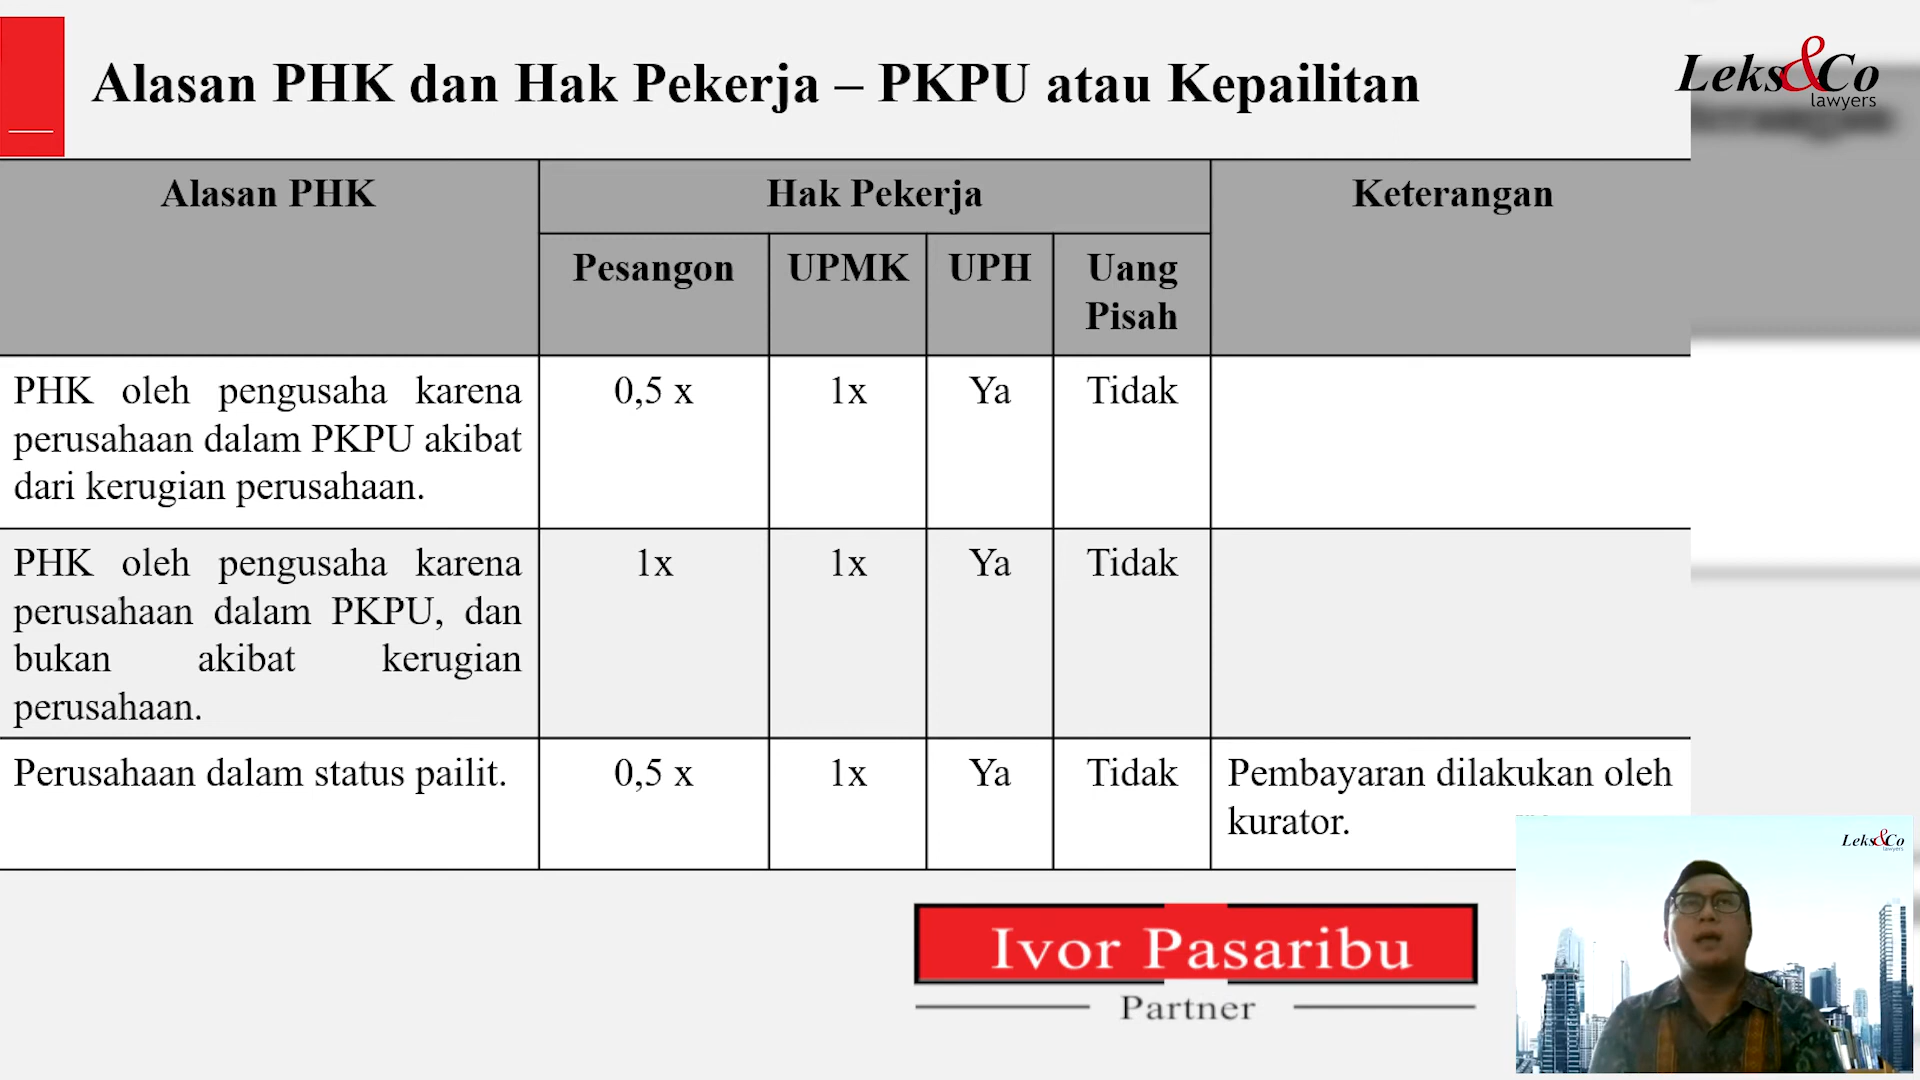 Alasan PHK dan Hak Pekerja – PKPU atau Kepailitan
Leks&Co
lawyers
Alasan PHK
Hak Pekerja
Keterangan
Pesangon
UPMK
UPH
Uang
Pisah
PHK oleh pengusaha karena
perusahaan dalam PKPU akibat
dari kerugian perusahaan.
0,5 x
1x
Ya
Tidak
PHK oleh pengusaha karena
perusahaan dalam PKPU, dan
bukan akibat kerugian
perusahaan.
1x
1x
Ya
Tidak
Perusahaan dalam status pailit.
0,5 x
1x
Ya
Tidak
Pembayaran dilakukan oleh
kurator.
Leks&Co
lawyers
Ivor Pasaribu
Partner